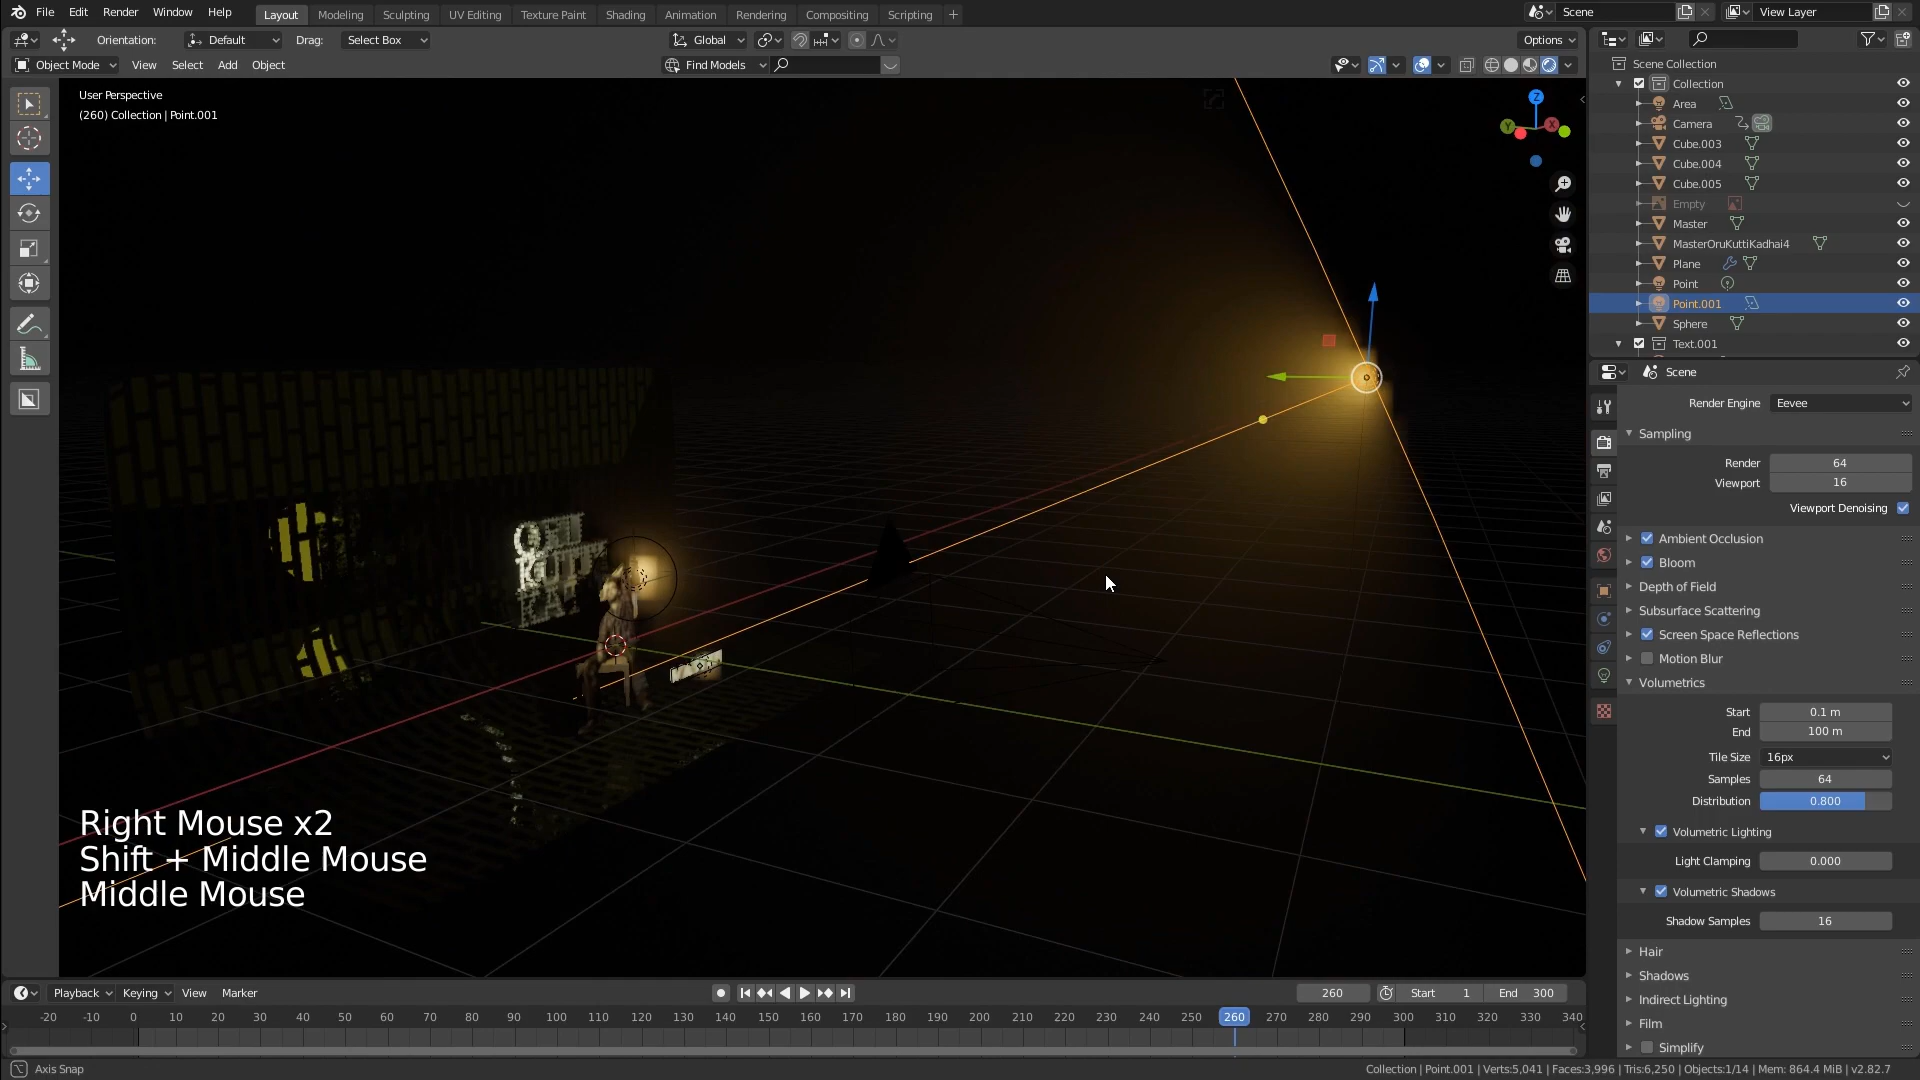 File Edit Render Window Help Layout Modeling Sculpting UV Editing Texture Paint Shading Animation Rendering Compositing Scripting + Scene View Layer
Orientation: Default Drag: Select Box Global Options
Object Mode View Select Add Object Find Models
User Perspective
(260) Collection | Point.001
Z
Y X
Scene Collection
Collection
Area
Camera
Cube.003
Cube.004
Cube.005
Empty
Master
MasterOruKuttiKadhai4
Plane
Point
Point.001
Sphere
Text.001
Scene
Render Engine Eevee
Sampling
Render 64
Viewport 16
Viewport Denoising
Ambient Occlusion
Bloom
Depth of Field
Subsurface Scattering
Screen Space Reflections
Motion Blur
Volumetrics
Start 0.1 m
End 100 m
Tile Size 16px
Samples 64
Distribution 0.800
Volumetric Lighting
Light Clamping 0.000
Volumetric Shadows
Shadow Samples 16
Hair
Shadows
Indirect Lighting
Film
Simplify
Right Mouse x2
Shift + Middle Mouse
Middle Mouse
Playback Keying View Marker 260 Start 1 End 300
-20 -10 0 10 20 30 40 50 60 70 80 90 100 110 120 130 140 150 160 170 180 190 200 210 220 230 240 250 260 270 280 290 300 310 320 330 340
Axis Snap
Collection | Point.001 | Verts:5,041 | Faces:3,996 | Tris:6,250 | Objects:1/14 | Mem: 864.4 MiB | v2.82.7